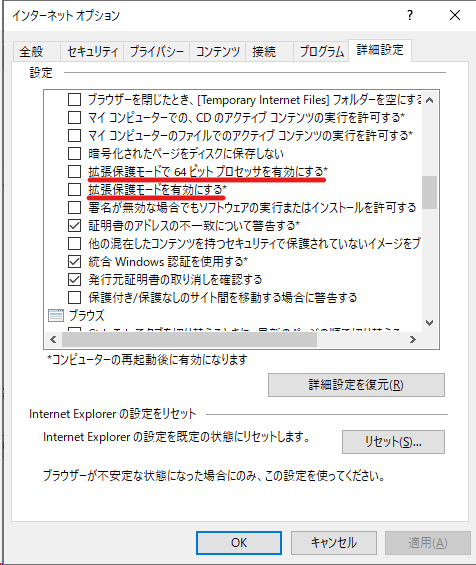 インターネット オプション
? ×
全般 セキュリティ プライバシー コンテンツ 接続 プログラム 詳細設定
設定
ブラウザーを閉じたとき、[Temporary Internet Files] フォルダーを空にする
マイ コンピューターでの、CD のアクティブ コンテンツの実行を許可する*
マイ コンピューターのファイルでのアクティブ コンテンツの実行を許可する*
暗号化されたページをディスクに保存しない
拡張保護モードで 64 ビット プロセッサを有効にする*
拡張保護モードを有効にする*
署名が無効な場合でもソフトウェアの実行またはインストールを許可する
証明書のアドレスの不一致について警告する*
他の混在したコンテンツを持つセキュリティで保護されていないイメージをブ
統合 Windows 認証を使用する*
発行元証明書の取り消しを確認する
保護付き/保護なしのサイト間を移動する場合に警告する
ブラウズ
*コンピューターの再起動後に有効になります
詳細設定を復元(R)
Internet Explorer の設定をリセット
Internet Explorer の設定を既定の状態にリセットします。
リセット(S)...
ブラウザーが不安定な状態になった場合にのみ、この設定を使ってください。
OK キャンセル 適用(A)